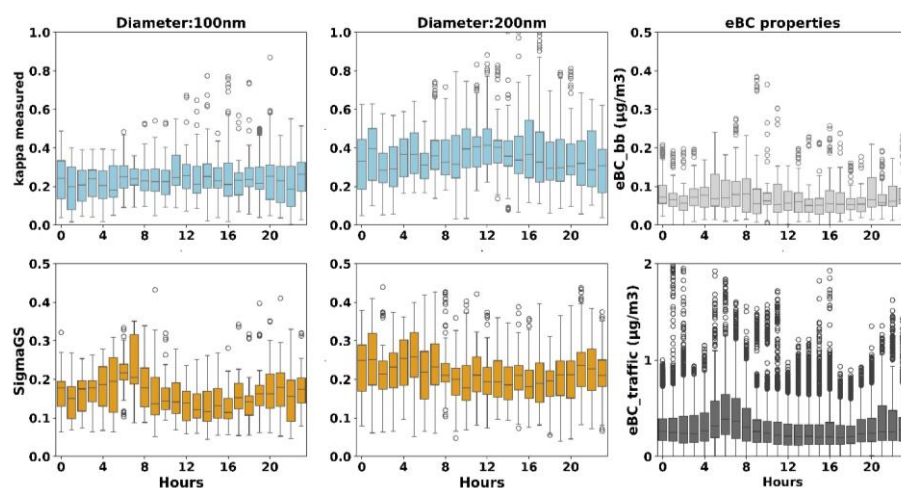 Diameter:100nm Diameter:200nm eBC properties
kappa measured
1.0
0.8
0.6
0.4
0.2
0.0
0 4 8 12 16 20
1.0
0.8
0.6
0.4
0.2
0.0
0 4 8 12 16 20
eBC_bb (μg/m3)
0.5
0.4
0.3
0.2
0.1
0.0
0 4 8 12 16 20
SigmaGS
0.5
0.4
0.3
0.2
0.1
0.0
0 4 8 12 16 20
Hours
0.5
0.4
0.3
0.2
0.1
0.0
0 4 8 12 16 20
Hours
eBC_traffic (μg/m3)
2
1
0
0 4 8 12 16 20
Hours